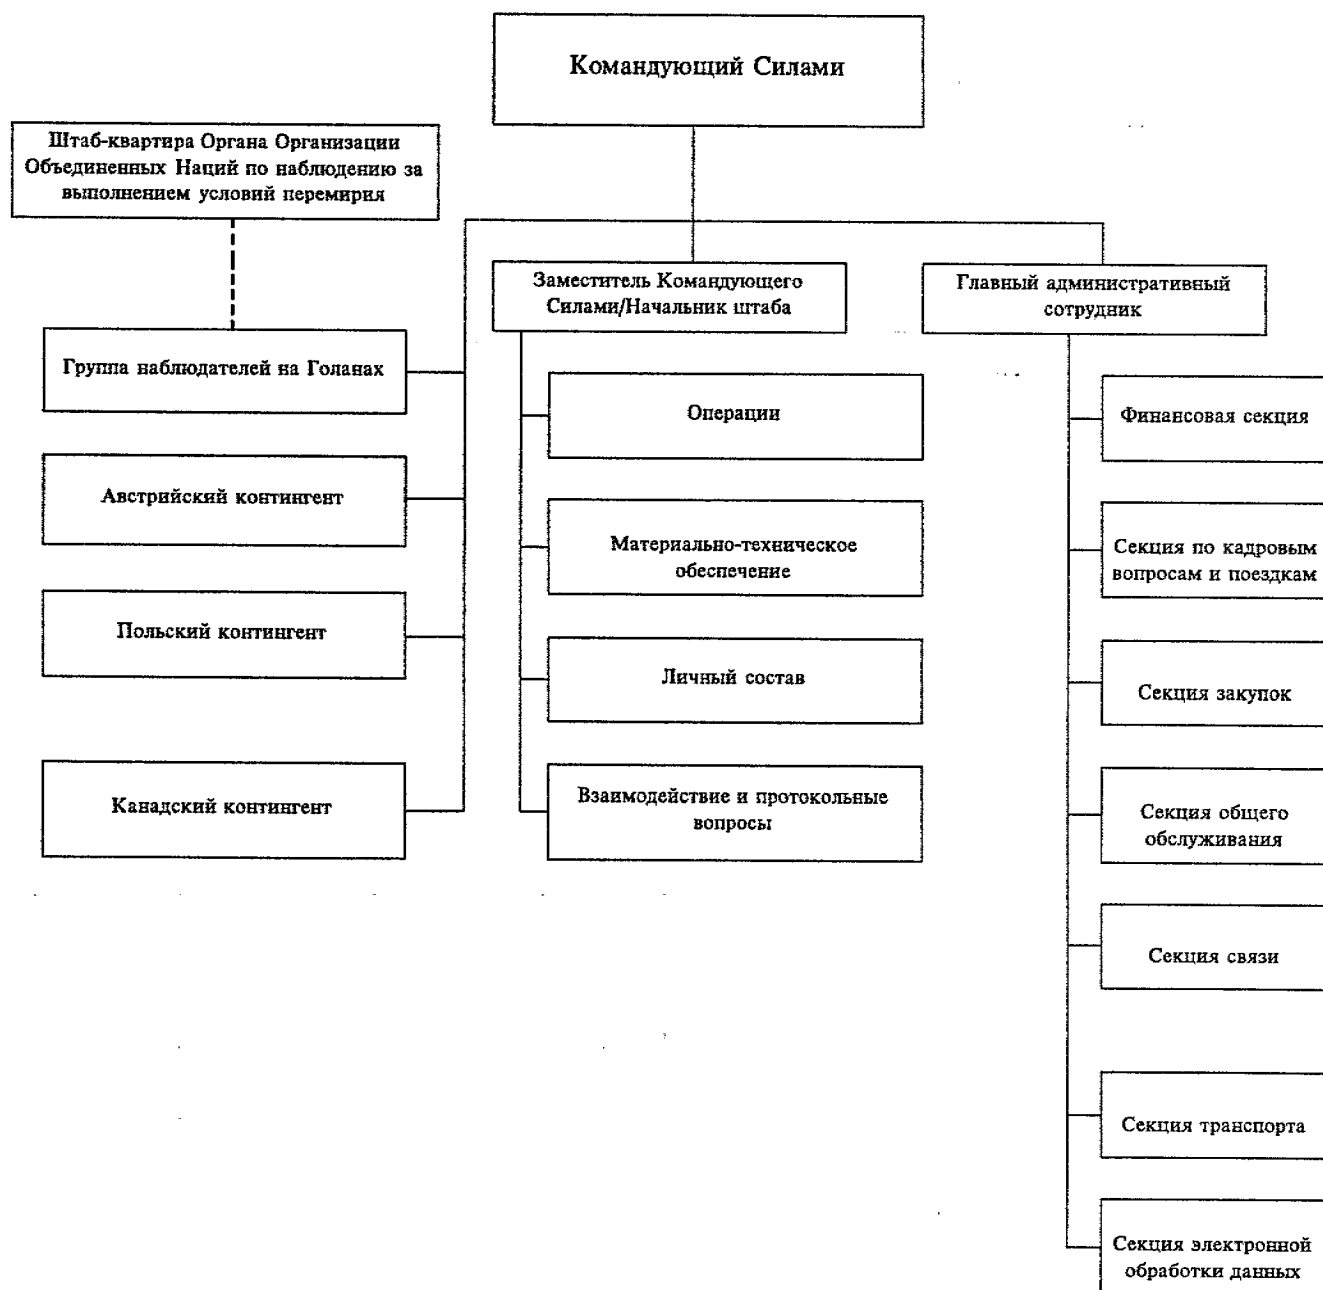 Командующий Силами
Штаб-квартира Органа Организации
Объединенных Наций по наблюдению за
выполнением условий перемирия
Заместитель Командующего
Силами/Начальник штаба
Главный административный
сотрудник
Группа наблюдателей на Голанах
Австрийский контингент
Польский контингент
Канадский контингент
Операции
Материально-техническое
обеспечение
Личный состав
Взаимодействие и протокольные
вопросы
Финансовая секция
Секция по кадровым
вопросам и поездкам
Секция закупок
Секция общего
обслуживания
Секция связи
Секция транспорта
Секция электронной
обработки данных